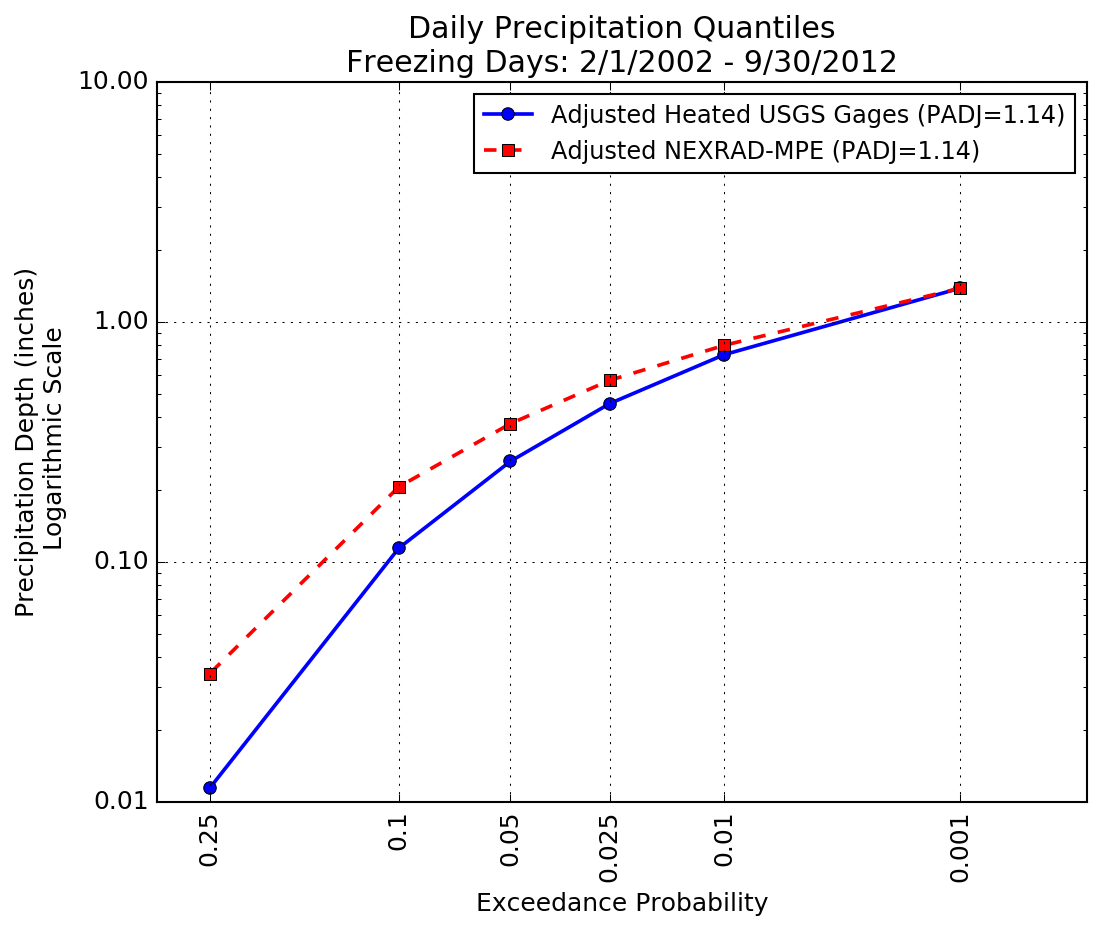 Daily Precipitation Quantiles
Freezing Days: 2/1/2002 - 9/30/2012
Adjusted Heated USGS Gages (PADJ=1.14)
Adjusted NEXRAD-MPE (PADJ=1.14)
10.00
1.00
0.10
0.01
Precipitation Depth (inches)
Logarithmic Scale
0.25
0.1
0.05
0.025
0.01
0.001
Exceedance Probability